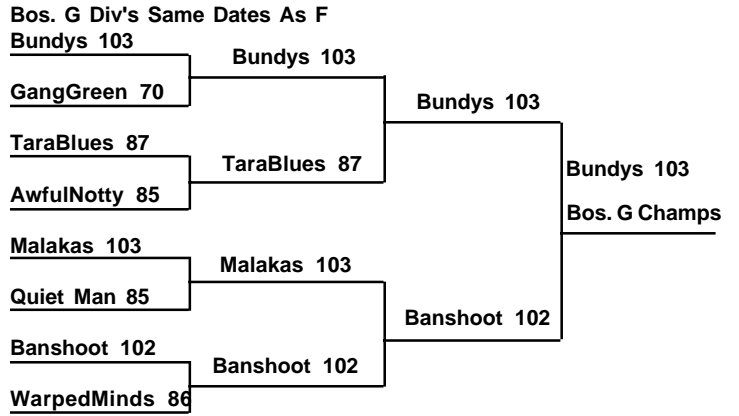 Bos. G Div's Same Dates As F
Bundys 103
Bundys 103
GangGreen 70
Bundys 103
TaraBlues 87
TaraBlues 87
AwfulNotty 85
Bundys 103
Bos. G Champs
Malakas 103
Malakas 103
Quiet Man 85
Banshoot 102
Banshoot 102
Banshoot 102
WarpedMinds 86